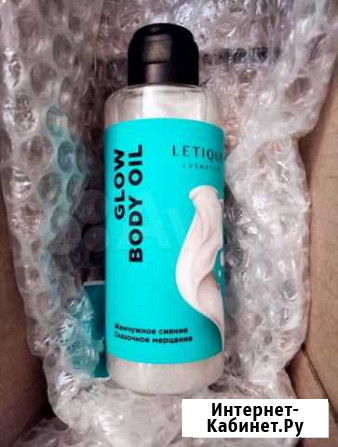 GLOW
BODY OIL
LETIQUE
COSMETICS
Жемчужное сияние
Сказочное мерцание
Интернет-
Кабинет.Ру